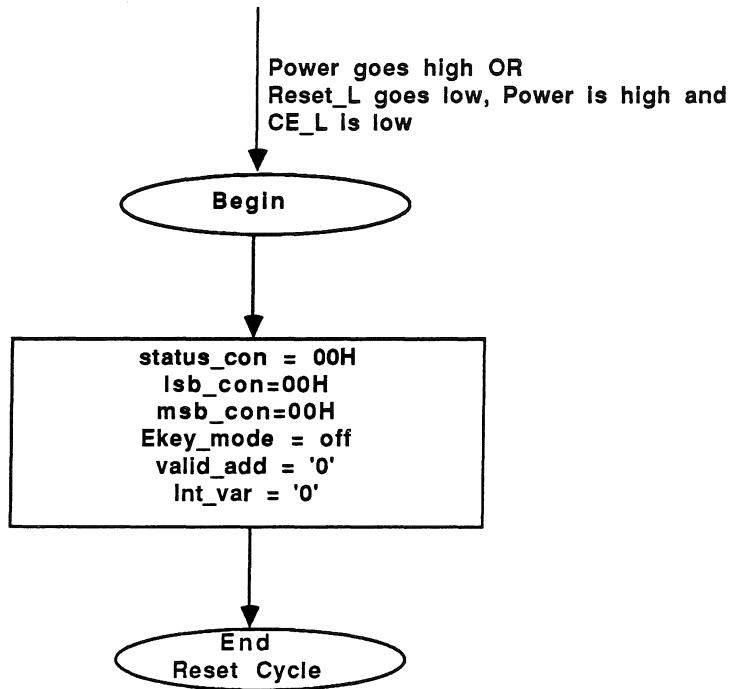 Power goes high OR
Reset_L goes low, Power is high and
CE_L is low
Begin
status_con = 00H
lsb_con=00H
msb_con=00H
Ekey_mode = off
valid_add = '0'
Int_var = '0'
End
Reset Cycle